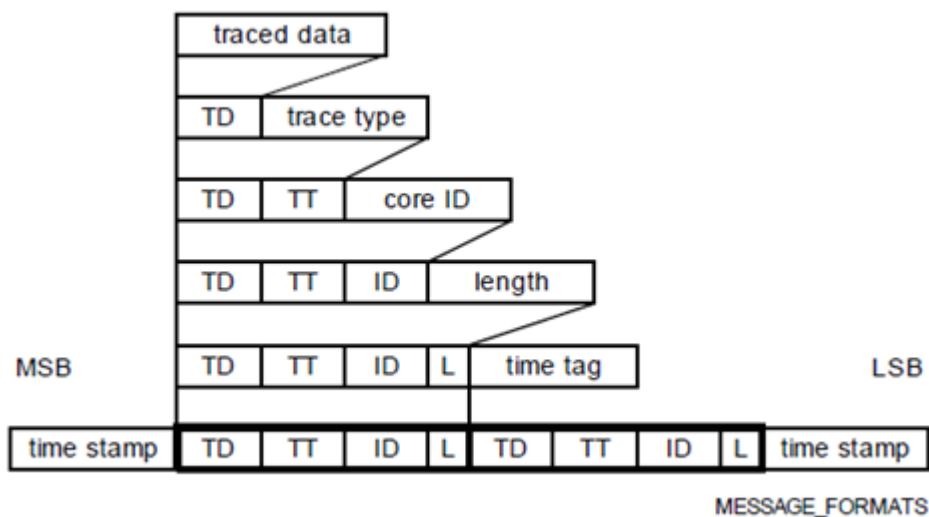 traced data
TD trace type
TD TT core ID
TD TT ID length
MSB TD TT ID L time tag LSB
time stamp TD TT ID L TD TT ID L time stamp
MESSAGE_FORMATS